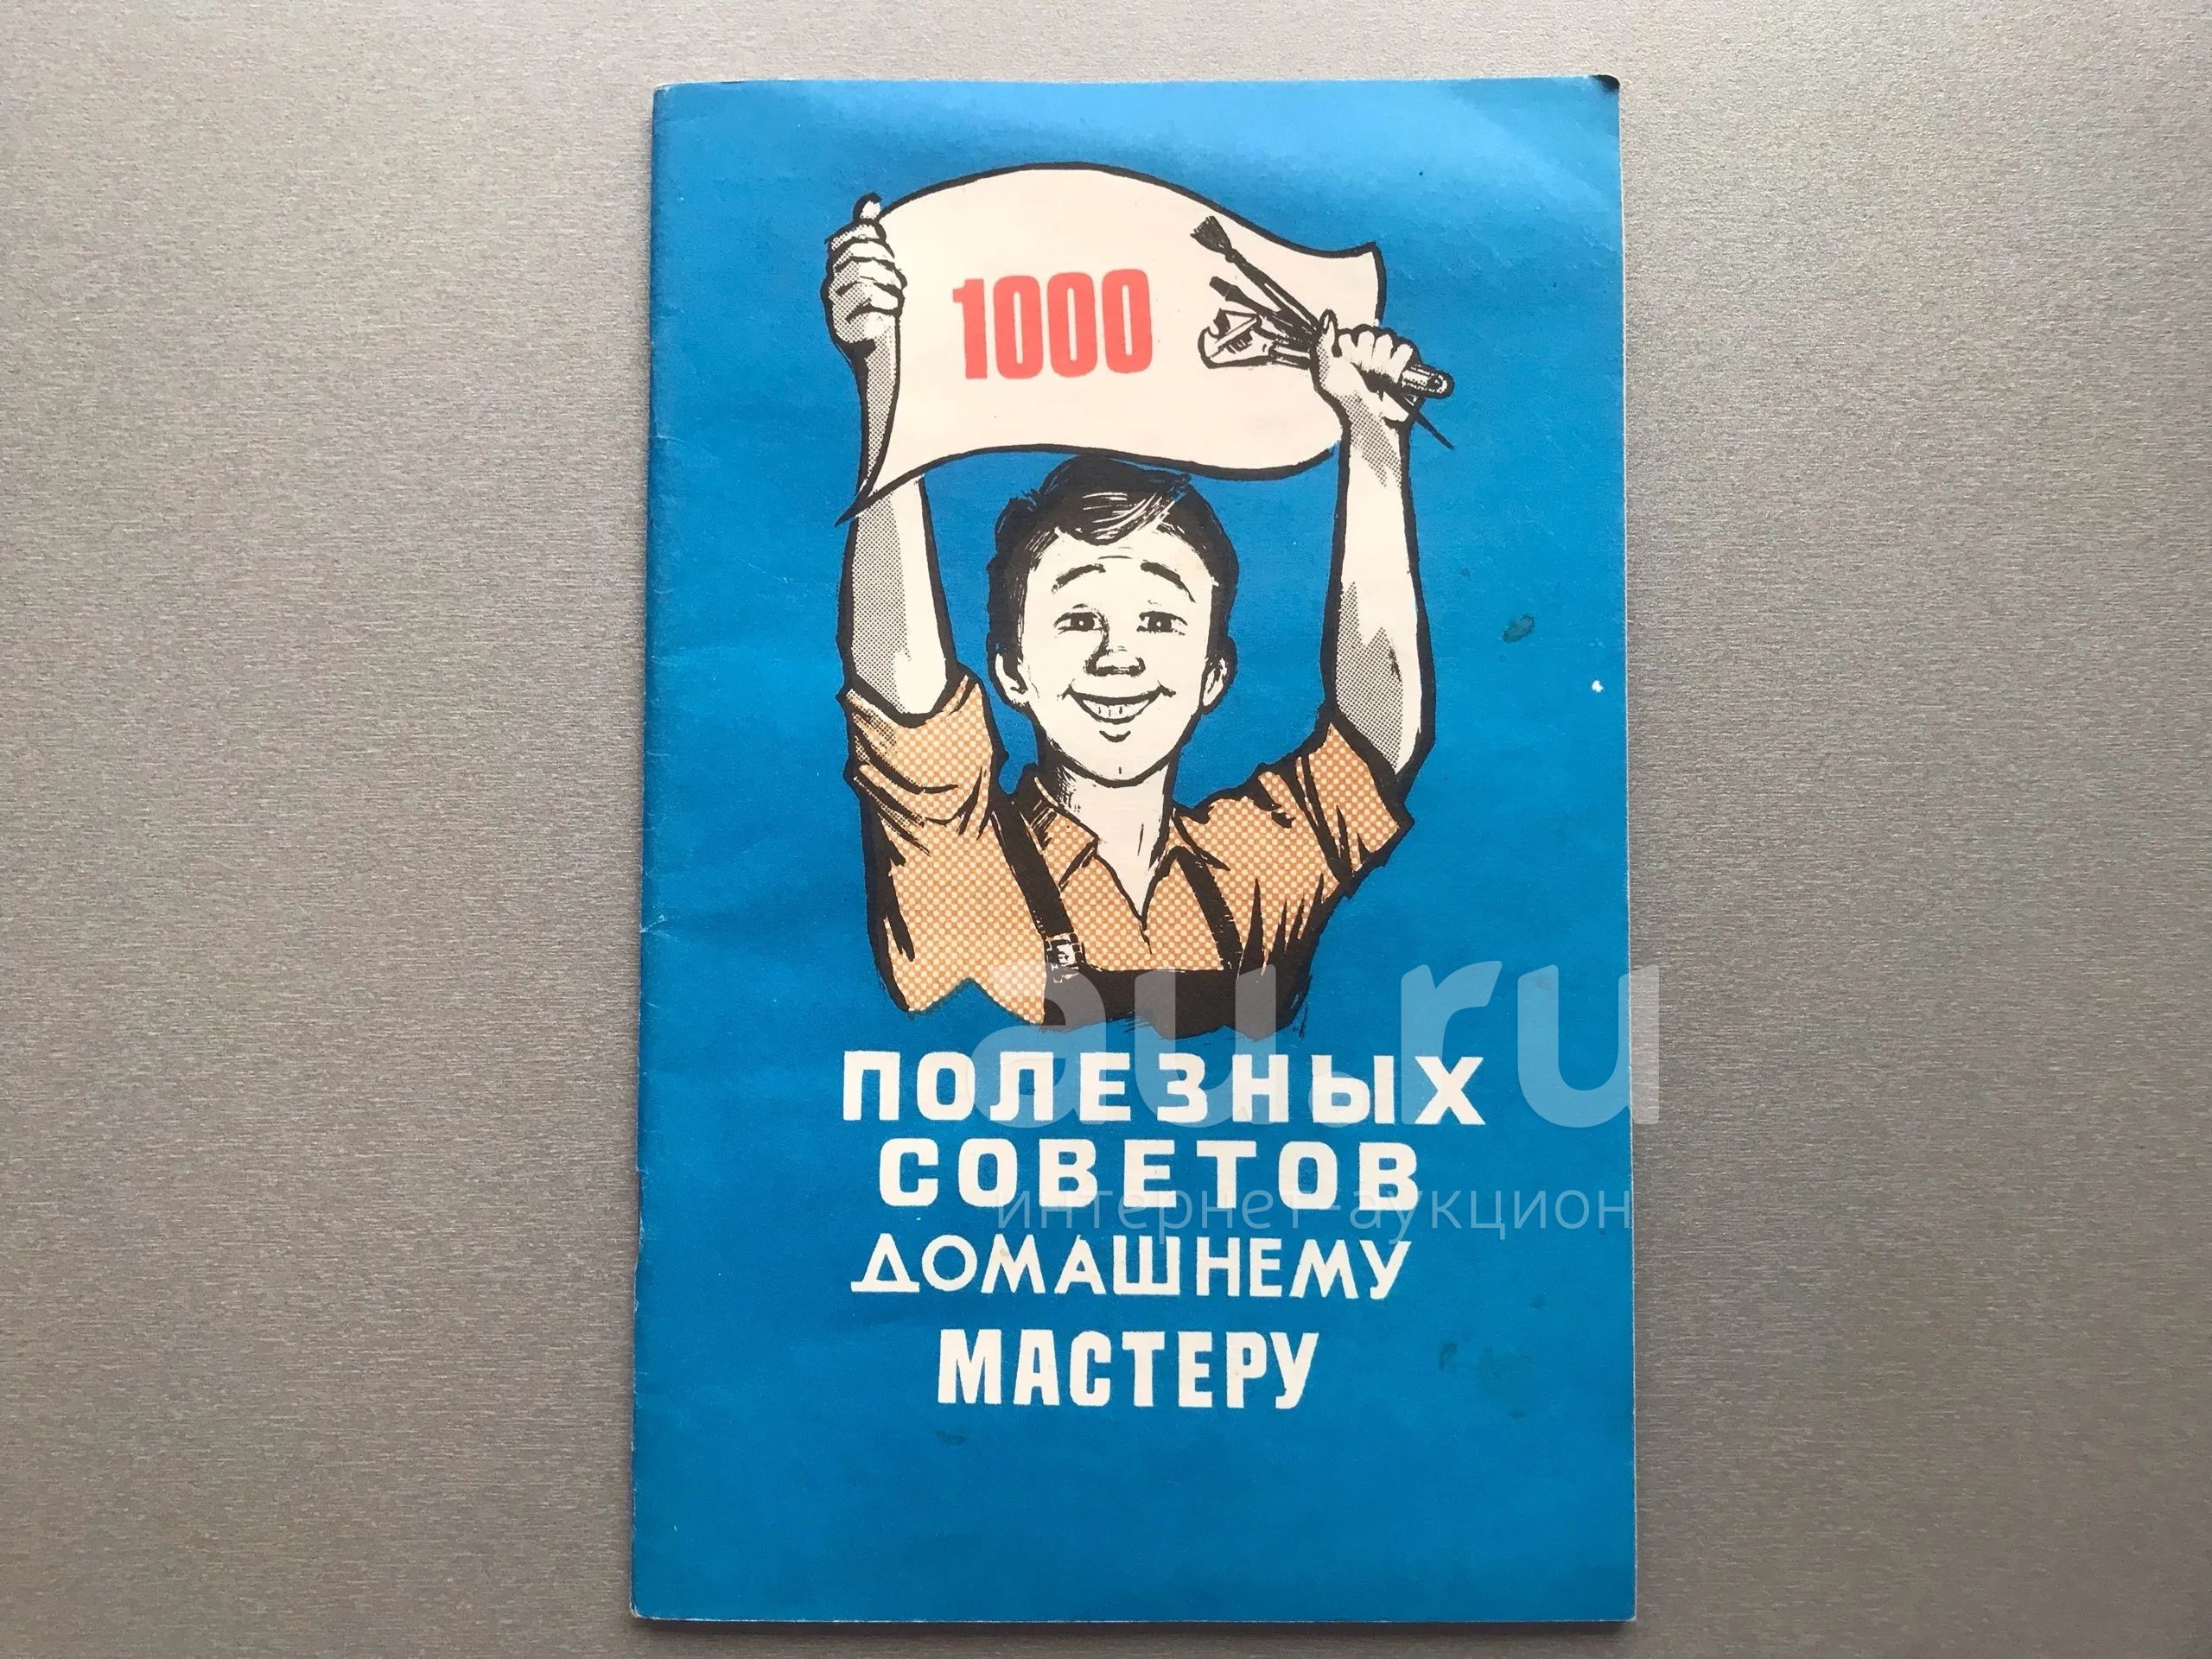 1000
ПОЛЕЗНЫХ
СОВЕТОВ
ДОМАШНЕМУ
МАСТЕРУ
au.ru
интернет-аукцион